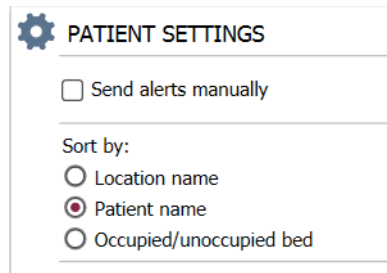 PATIENT SETTINGS
Send alerts manually
Sort by:
Location name
Patient name
Occupied/unoccupied bed